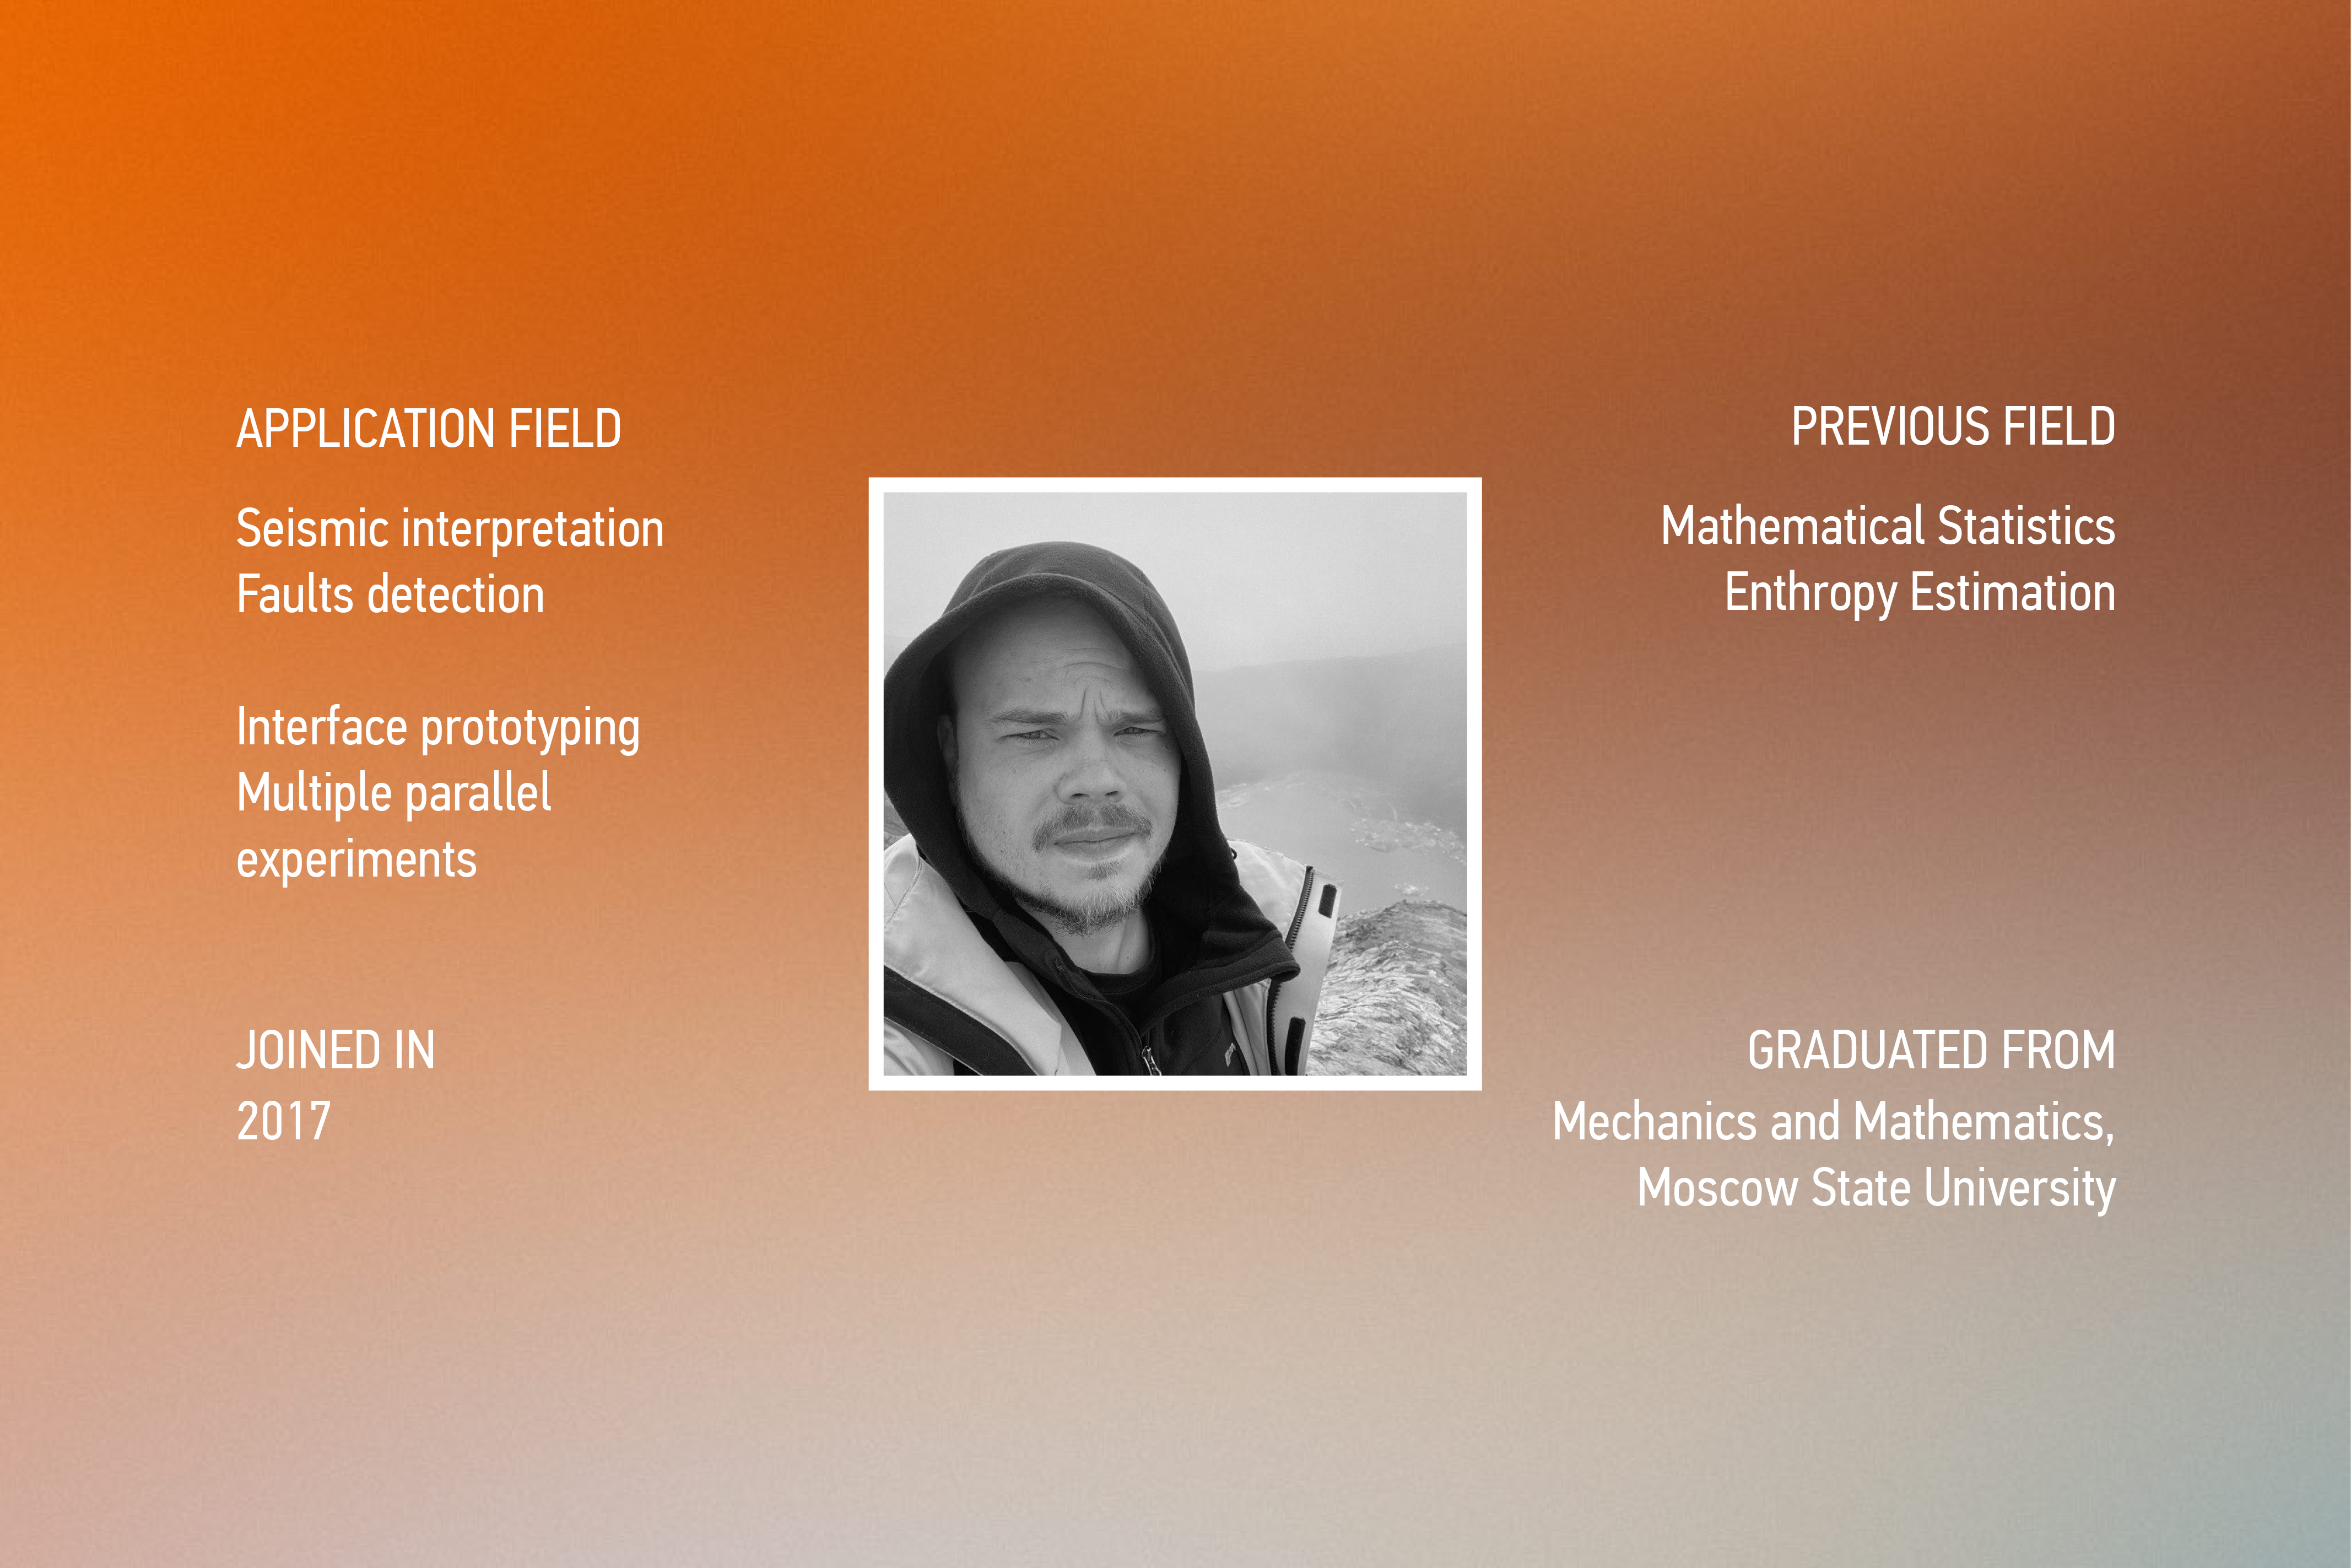 APPLICATION FIELD
Seismic interpretation
Faults detection
Interface prototyping
Multiple parallel
experiments
JOINED IN
2017
PREVIOUS FIELD
Mathematical Statistics
Enthropy Estimation
GRADUATED FROM
Mechanics and Mathematics,
Moscow State University